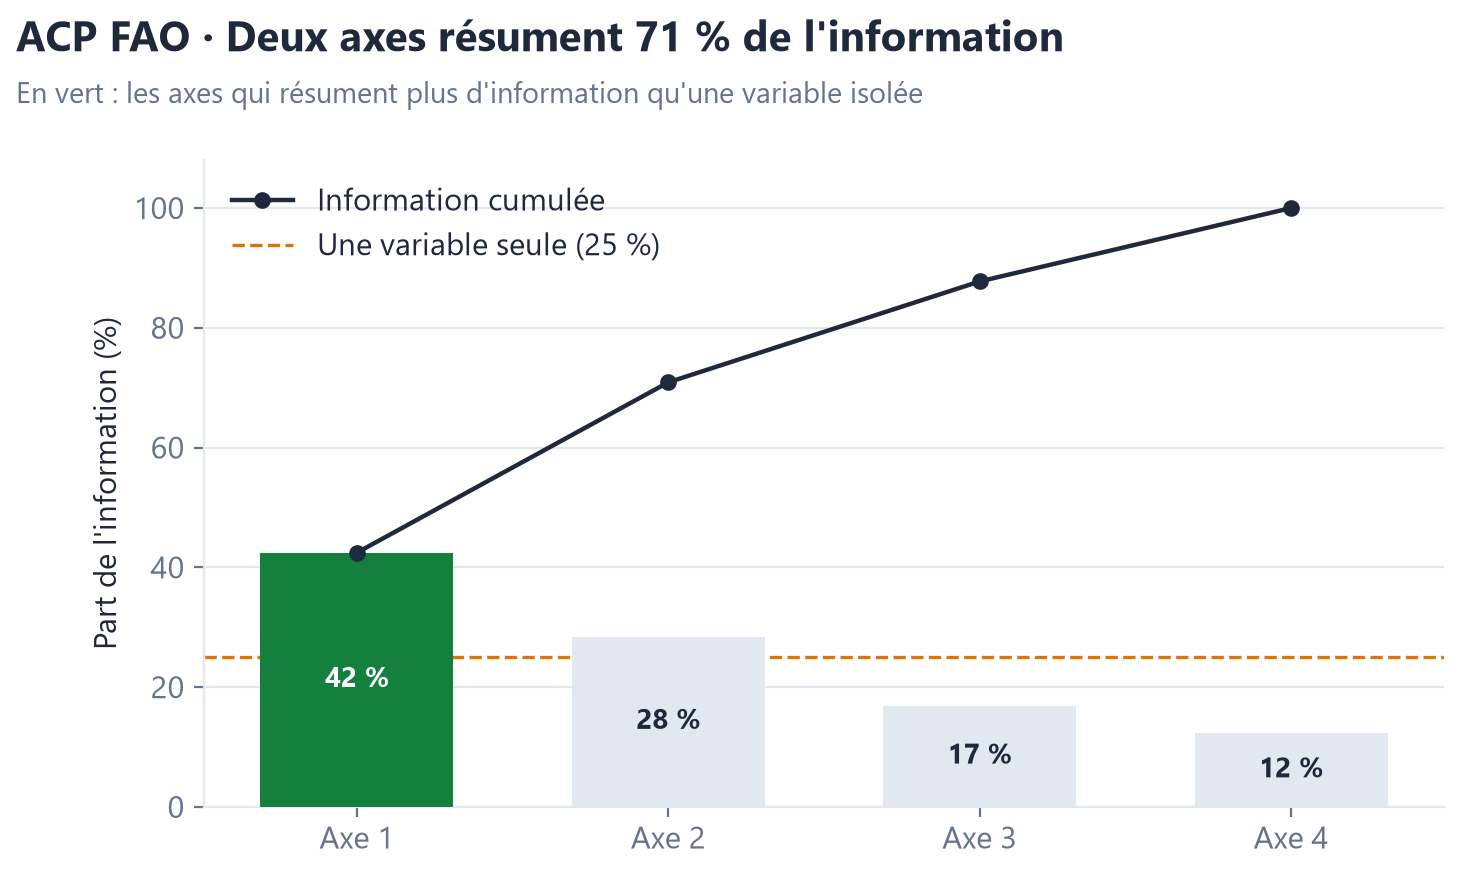 ACP FAO · Deux axes résument 71 % de l'information
En vert : les axes qui résument plus d'information qu'une variable isolée
Information cumulée
Une variable seule (25 %)
Part de l'information (%)
100
80
60
40
20
0
42 %
28 %
17 %
12 %
Axe 1
Axe 2
Axe 3
Axe 4